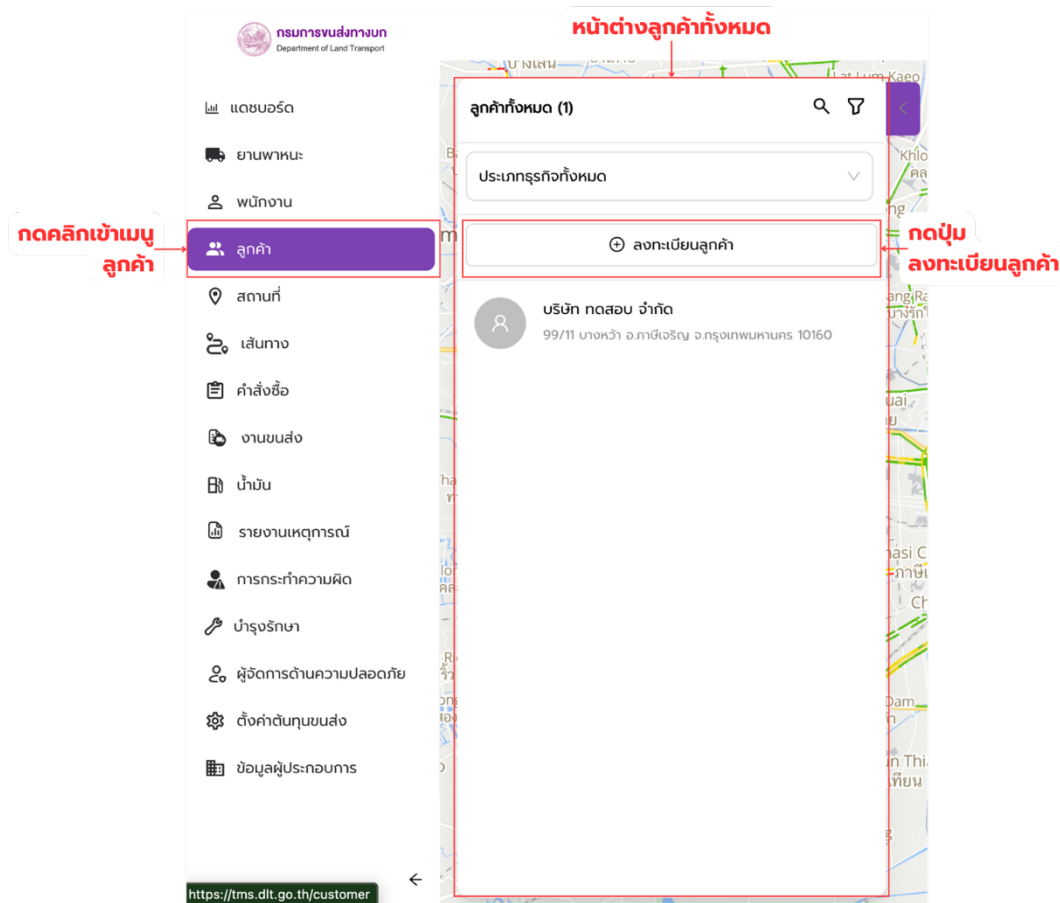 กรมการขนส่งทางบก
Department of Land Transport
หน้าต่างลูกค้าทั้งหมด
บางเลน
Lat Lum Kaeo
แดชบอร์ด
ยานพาหนะ
พนักงาน
ลูกค้า
สถานที่
เส้นทาง
คำสั่งซื้อ
งานขนส่ง
น้ำมัน
รายงานเหตุการณ์
การกระทำความผิด
บำรุงรักษา
ผู้จัดการด้านความปลอดภัย
ตั้งค่าต้นทุนขนส่ง
ข้อมูลผู้ประกอบการ
https://tms.dlt.go.th/customer
กดคลิกเข้าเมนู
ลูกค้า
ลูกค้าทั้งหมด (1)
ประเภทธุรกิจทั้งหมด
ลงทะเบียนลูกค้า
บริษัท ทดสอบ จำกัด
99/11 บางหว้า อ.ภาษีเจริญ จ.กรุงเทพมหานคร 10160
กดปุ่ม
ลงทะเบียนลูกค้า